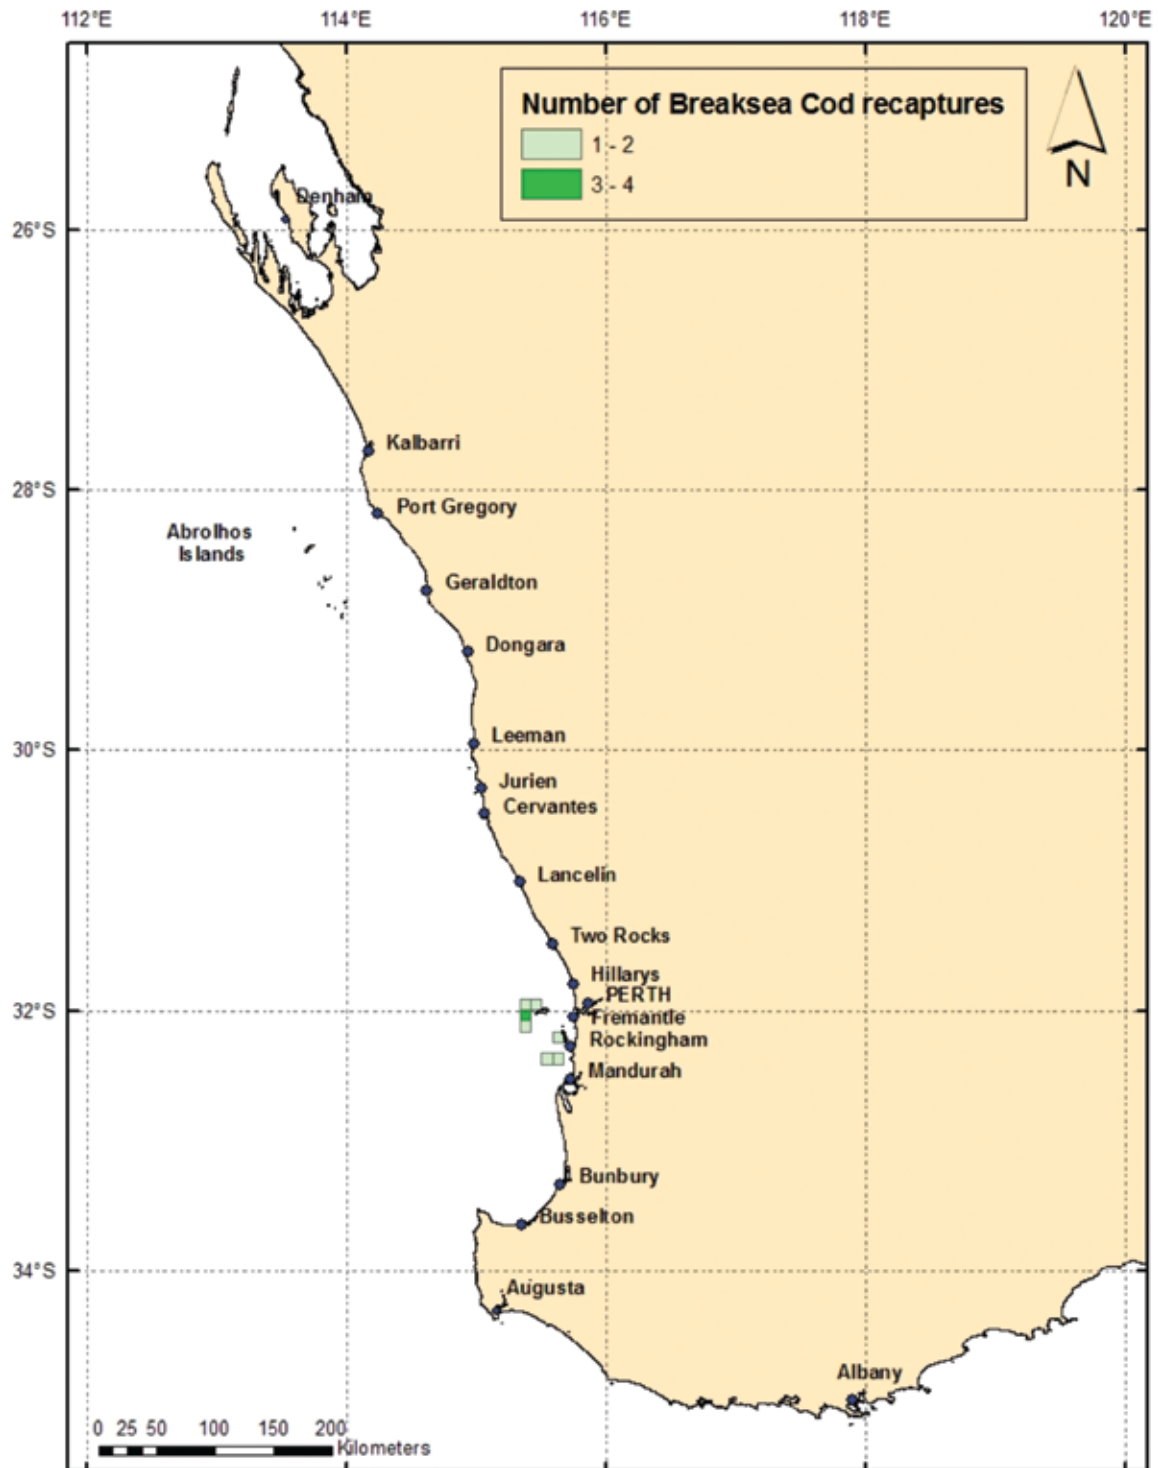 112°E 114°E 116°E 118°E 120°E
Number of Breaksea Cod recaptures
1 - 2
3 - 4
N
Denham
26°S
Kalbarri
28°S
Port Gregory
Abrolhos
Islands
Geraldton
Dongara
Leeman
30°S
Jurien
Cervantes
Lancelin
Two Rocks
Hillarys
PERTH
32°S
Fremantle
Rockingham
Mandurah
Bunbury
Busselton
34°S
Augusta
Albany
0 25 50 100 150 200
Kilometers